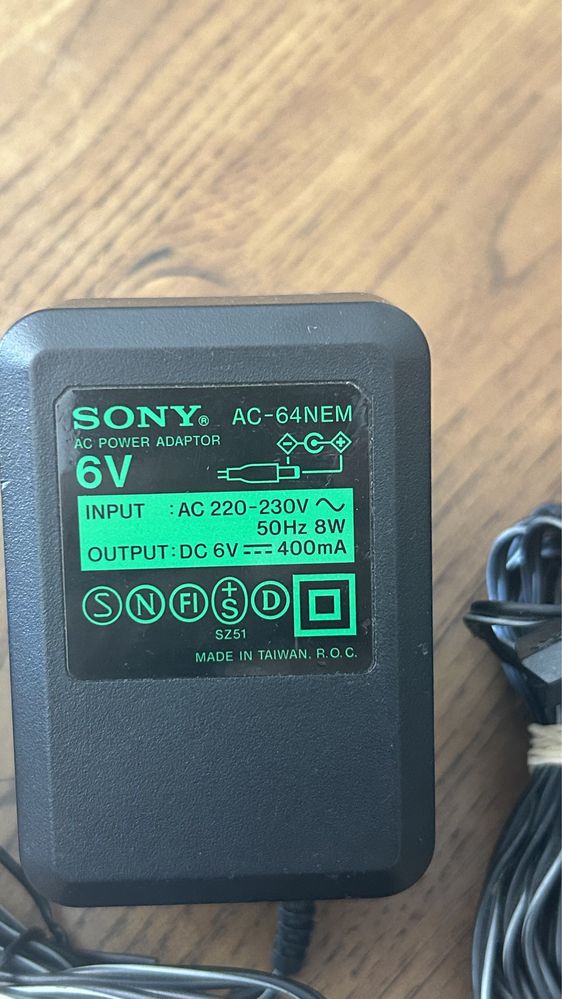 SONY® AC-64NEM
AC POWER ADAPTOR
6V
INPUT : AC 220-230V ~
50Hz 8W
OUTPUT : DC 6V ⎓ 400mA
S N FI +S D
SZ51
MADE IN TAIWAN. R.O.C.